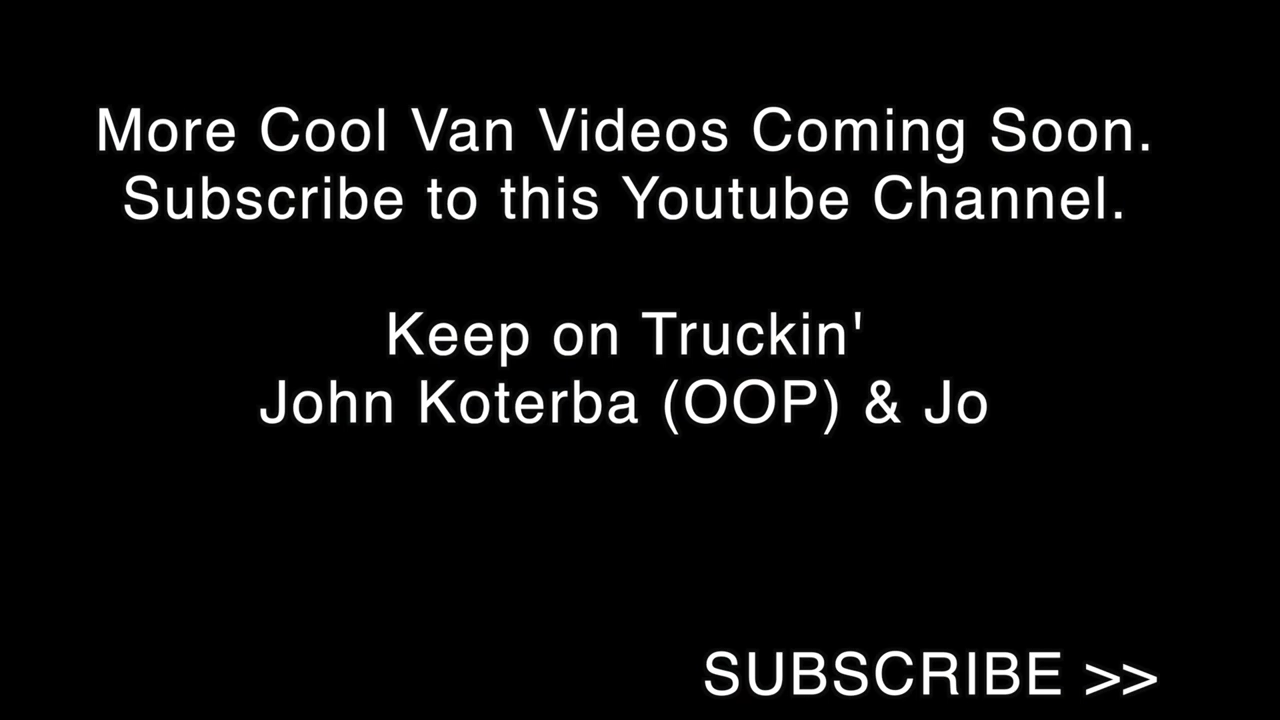 More Cool Van Videos Coming Soon.
Subscribe to this Youtube Channel.
Keep on Truckin'
John Koterba (OOP) & Jo
SUBSCRIBE >>